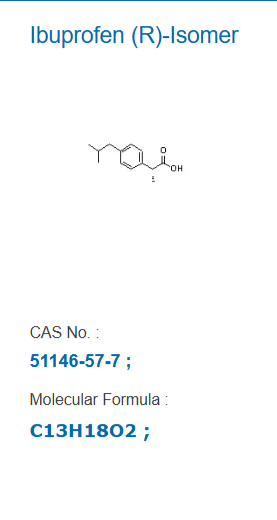 Ibuprofen (R)-Isomer
O
OH
CAS No. :
51146-57-7 ;
Molecular Formula :
C13H18O2 ;